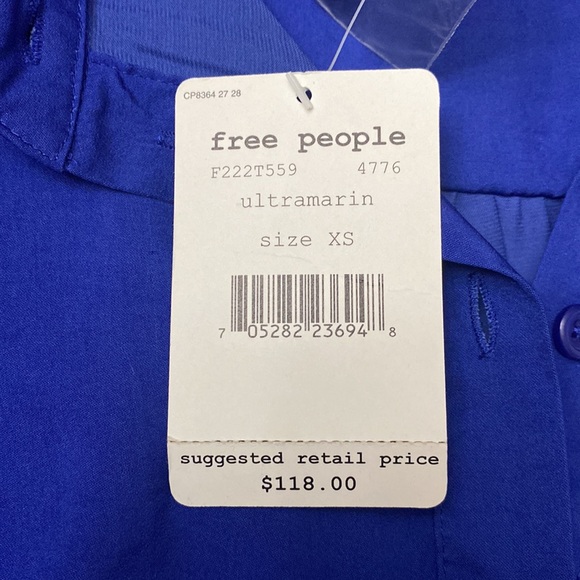 CP8364 27 28
free people
F222T559 4776
ultramarin
size XS
7 05282 23694 8
suggested retail price
$118.00